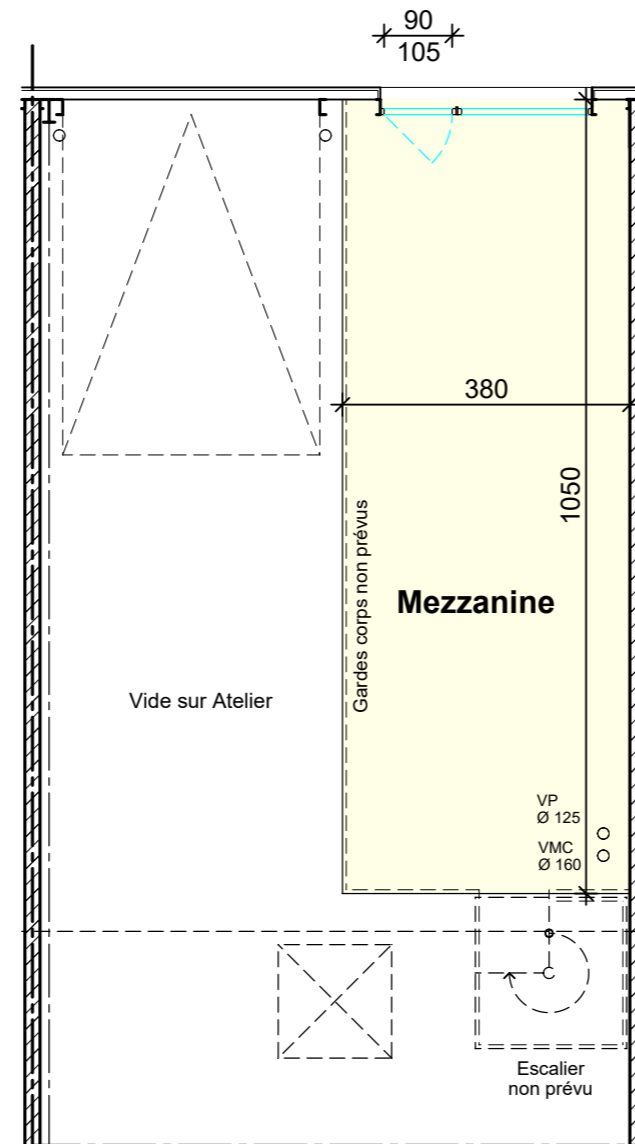 90
105
380
1050
Gardes corps non prévus
Mezzanine
Vide sur Atelier
VP
Ø 125
VMC
Ø 160
Escalier
non prévu